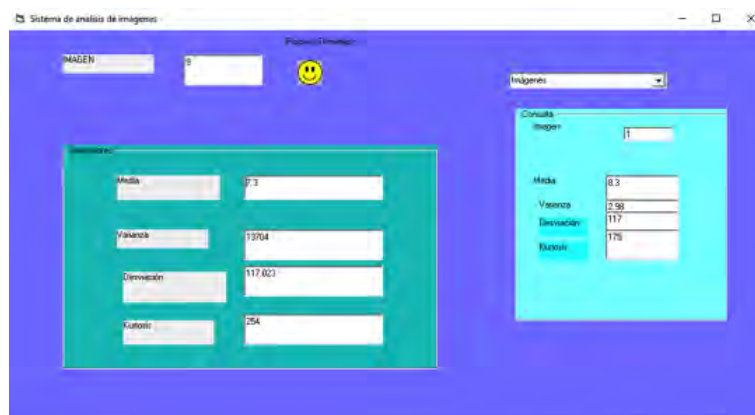 Sistema de analisis de imagenes
IMAGEN
9
Imágenes
Consulta
Imagen
1
Media
7.3
Varianza
13704
Desviación
117.023
Kurtosis
254
Media
8.3
Varianza
2.98
Desviación
117
Kurtosis
175